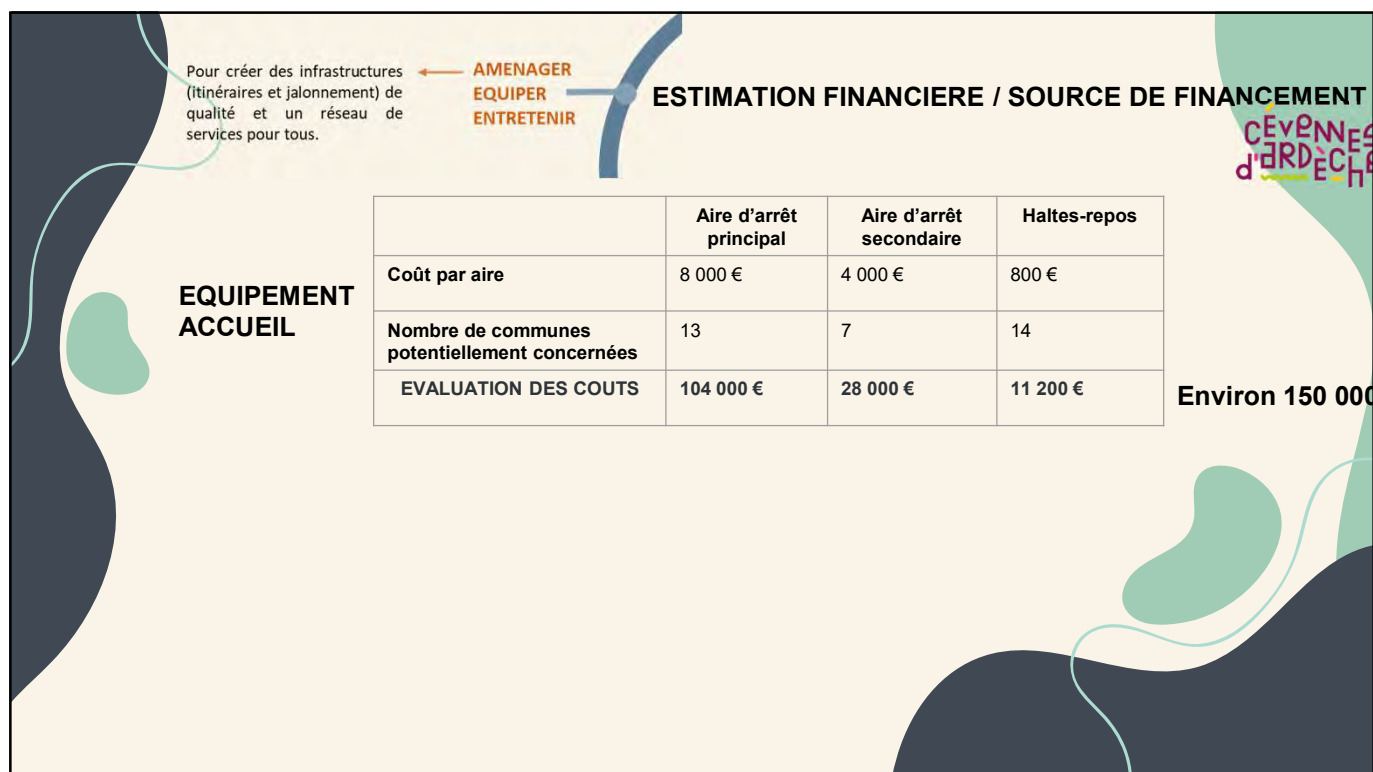 Pour créer des infrastructures
(itinéraires et jalonnement) de
qualité et un réseau de
services pour tous.
AMENAGER
EQUIPER
ENTRETENIR
ESTIMATION FINANCIERE / SOURCE DE FINANCEMENT
CÉVENNES
d'ARDÈCHE
EQUIPEMENT
ACCUEIL
Aire d'arrêt
principal
Aire d'arrêt
secondaire
Haltes-repos
Coût par aire
8 000 €
4 000 €
800 €
Nombre de communes
potentiellement concernées
13
7
14
EVALUATION DES COUTS
104 000 €
28 000 €
11 200 €
Environ 150 000